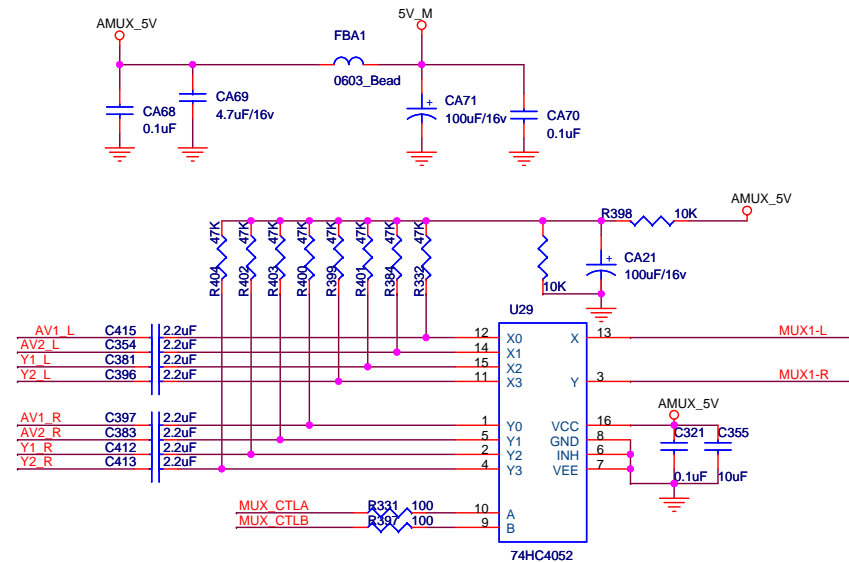 AMUX_5V
5V_M
FBA1
0603_Bead
CA68
0.1uF
CA69
4.7uF/16v
+
CA71
100uF/16v
CA70
0.1uF
47K
47K
47K
47K
47K
47K
47K
47K
R404
R402
R403
R400
R399
R401
R384
R332
R398
10K
AMUX_5V
10K
+
CA21
100uF/16v
U29
AV1_L
C415
2.2uF
12
X0
X
13
MUX1-L
AV2_L
C354
2.2uF
14
X1
Y1_L
C381
2.2uF
15
X2
Y2_L
C396
2.2uF
11
X3
Y
3
MUX1-R
AV1_R
C397
2.2uF
1
Y0
VCC
16
AMUX_5V
AV2_R
C383
2.2uF
5
Y1
GND
8
C321
C355
Y1_R
C412
2.2uF
2
Y2
INH
6
Y2_R
C413
2.2uF
4
Y3
VEE
7
0.1uF
10uF
MUX_CTLA
R331
100
10
A
MUX_CTLB
R397
100
9
B
74HC4052